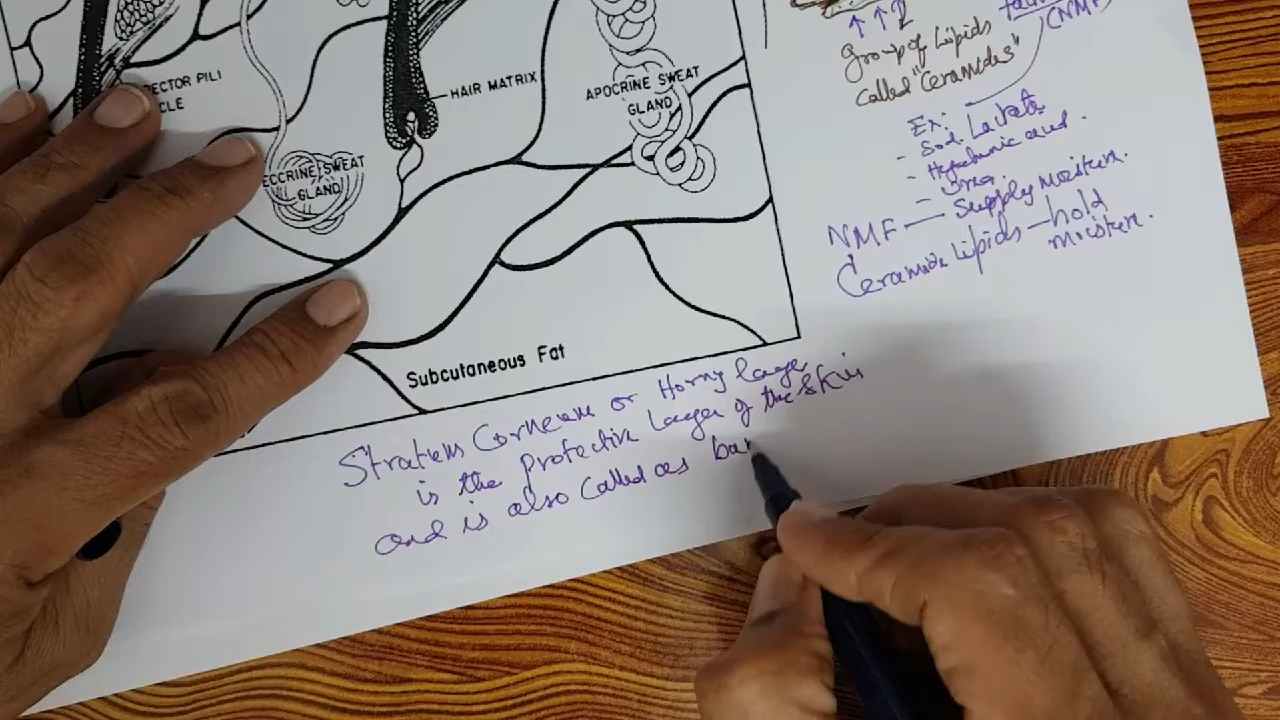 ECTOR PILI
CLE
HAIR MATRIX
APOCRINE SWEAT
GLAND
ECCRINE SWEAT
GLAND
Subcutaneous Fat
(NMF)
Group of Lipids
called "Ceramides"
Ex:
- Sod. Lactate
- Hyaluronic acid.
- Urea.
NMF — Supply moisture.
Ceramide Lipids — hold
moisture.
Stratum Corneum or Horny layer
is the protective Layer of the Skin
and is also called as bar